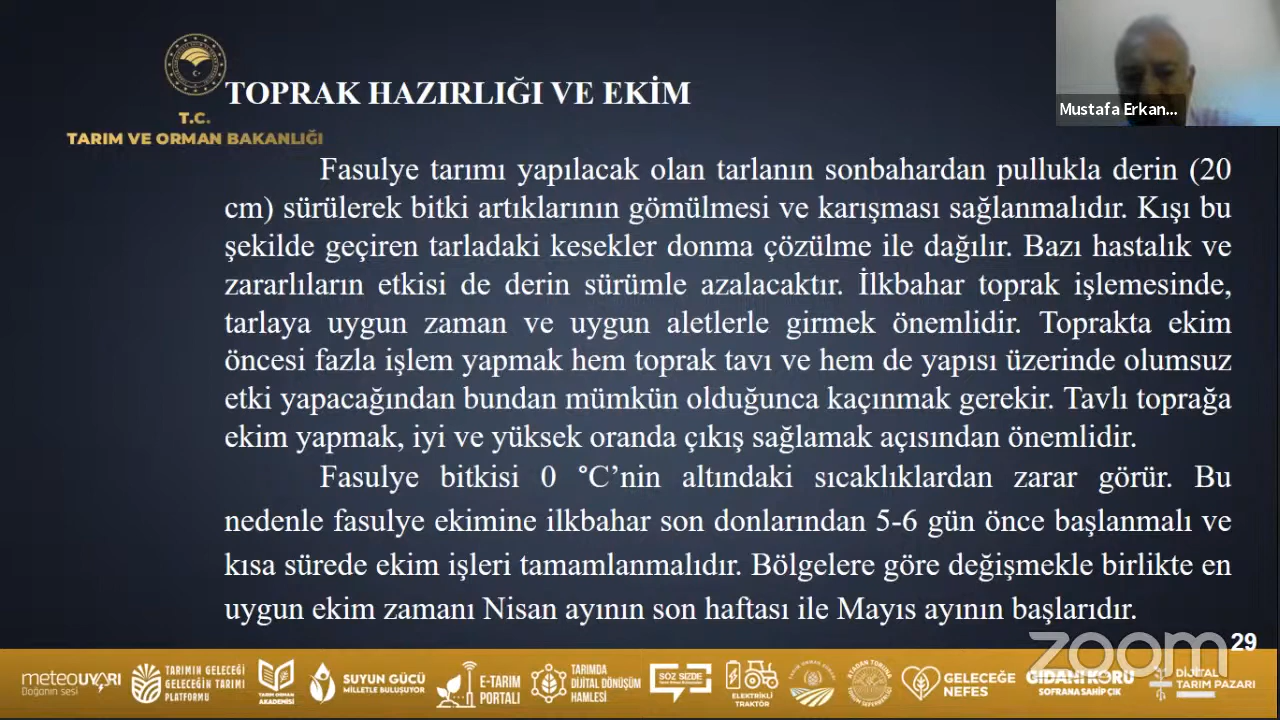 TOPRAK HAZIRLIĞI VE EKİM
T.C.
TARIM VE ORMAN BAKANLIĞI
Mustafa Erkan...
Fasulye tarımı yapılacak olan tarlanın sonbahardan pullukla derin (20
cm) sürülerek bitki artıklarının gömülmesi ve karışması sağlanmalıdır. Kışı bu
şekilde geçiren tarladaki kesekler donma çözülme ile dağılır. Bazı hastalık ve
zararlıların etkisi de derin sürümle azalacaktır. İlkbahar toprak işlemesinde,
tarlaya uygun zaman ve uygun aletlerle girmek önemlidir. Toprakta ekim
öncesi fazla işlem yapmak hem toprak tavı ve hem de yapısı üzerinde olumsuz
etki yapacağından bundan mümkün olduğunca kaçınmak gerekir. Tavlı toprağa
ekim yapmak, iyi ve yüksek oranda çıkış sağlamak açısından önemlidir.
Fasulye bitkisi 0 °C’nin altındaki sıcaklıklardan zarar görür. Bu
nedenle fasulye ekimine ilkbahar son donlarından 5-6 gün önce başlanmalı ve
kısa sürede ekim işleri tamamlanmalıdır. Bölgelere göre değişmekle birlikte en
uygun ekim zamanı Nisan ayının son haftası ile Mayıs ayının başlarıdır.
zoom
29
meteoUYARI
Doğanın sesi
TARIMIN GELECEĞİ
GELECEĞİN TARIMI
PLATFORMU
TARIM ORMAN
AKADEMİSİ
SUYUN GÜCÜ
MİLLETLE BULUŞUYOR
E-TARIM
PORTALI
TARIMDA
DİJİTAL DÖNÜŞÜM
HAMLESİ
SÖZ SİZDE
ELEKTRİKLİ
TRAKTÖR
GELECEĞE
NEFES
GIDANI KORU
SOFRANA SAHİP ÇIK
DİJİTAL
TARIM PAZARI